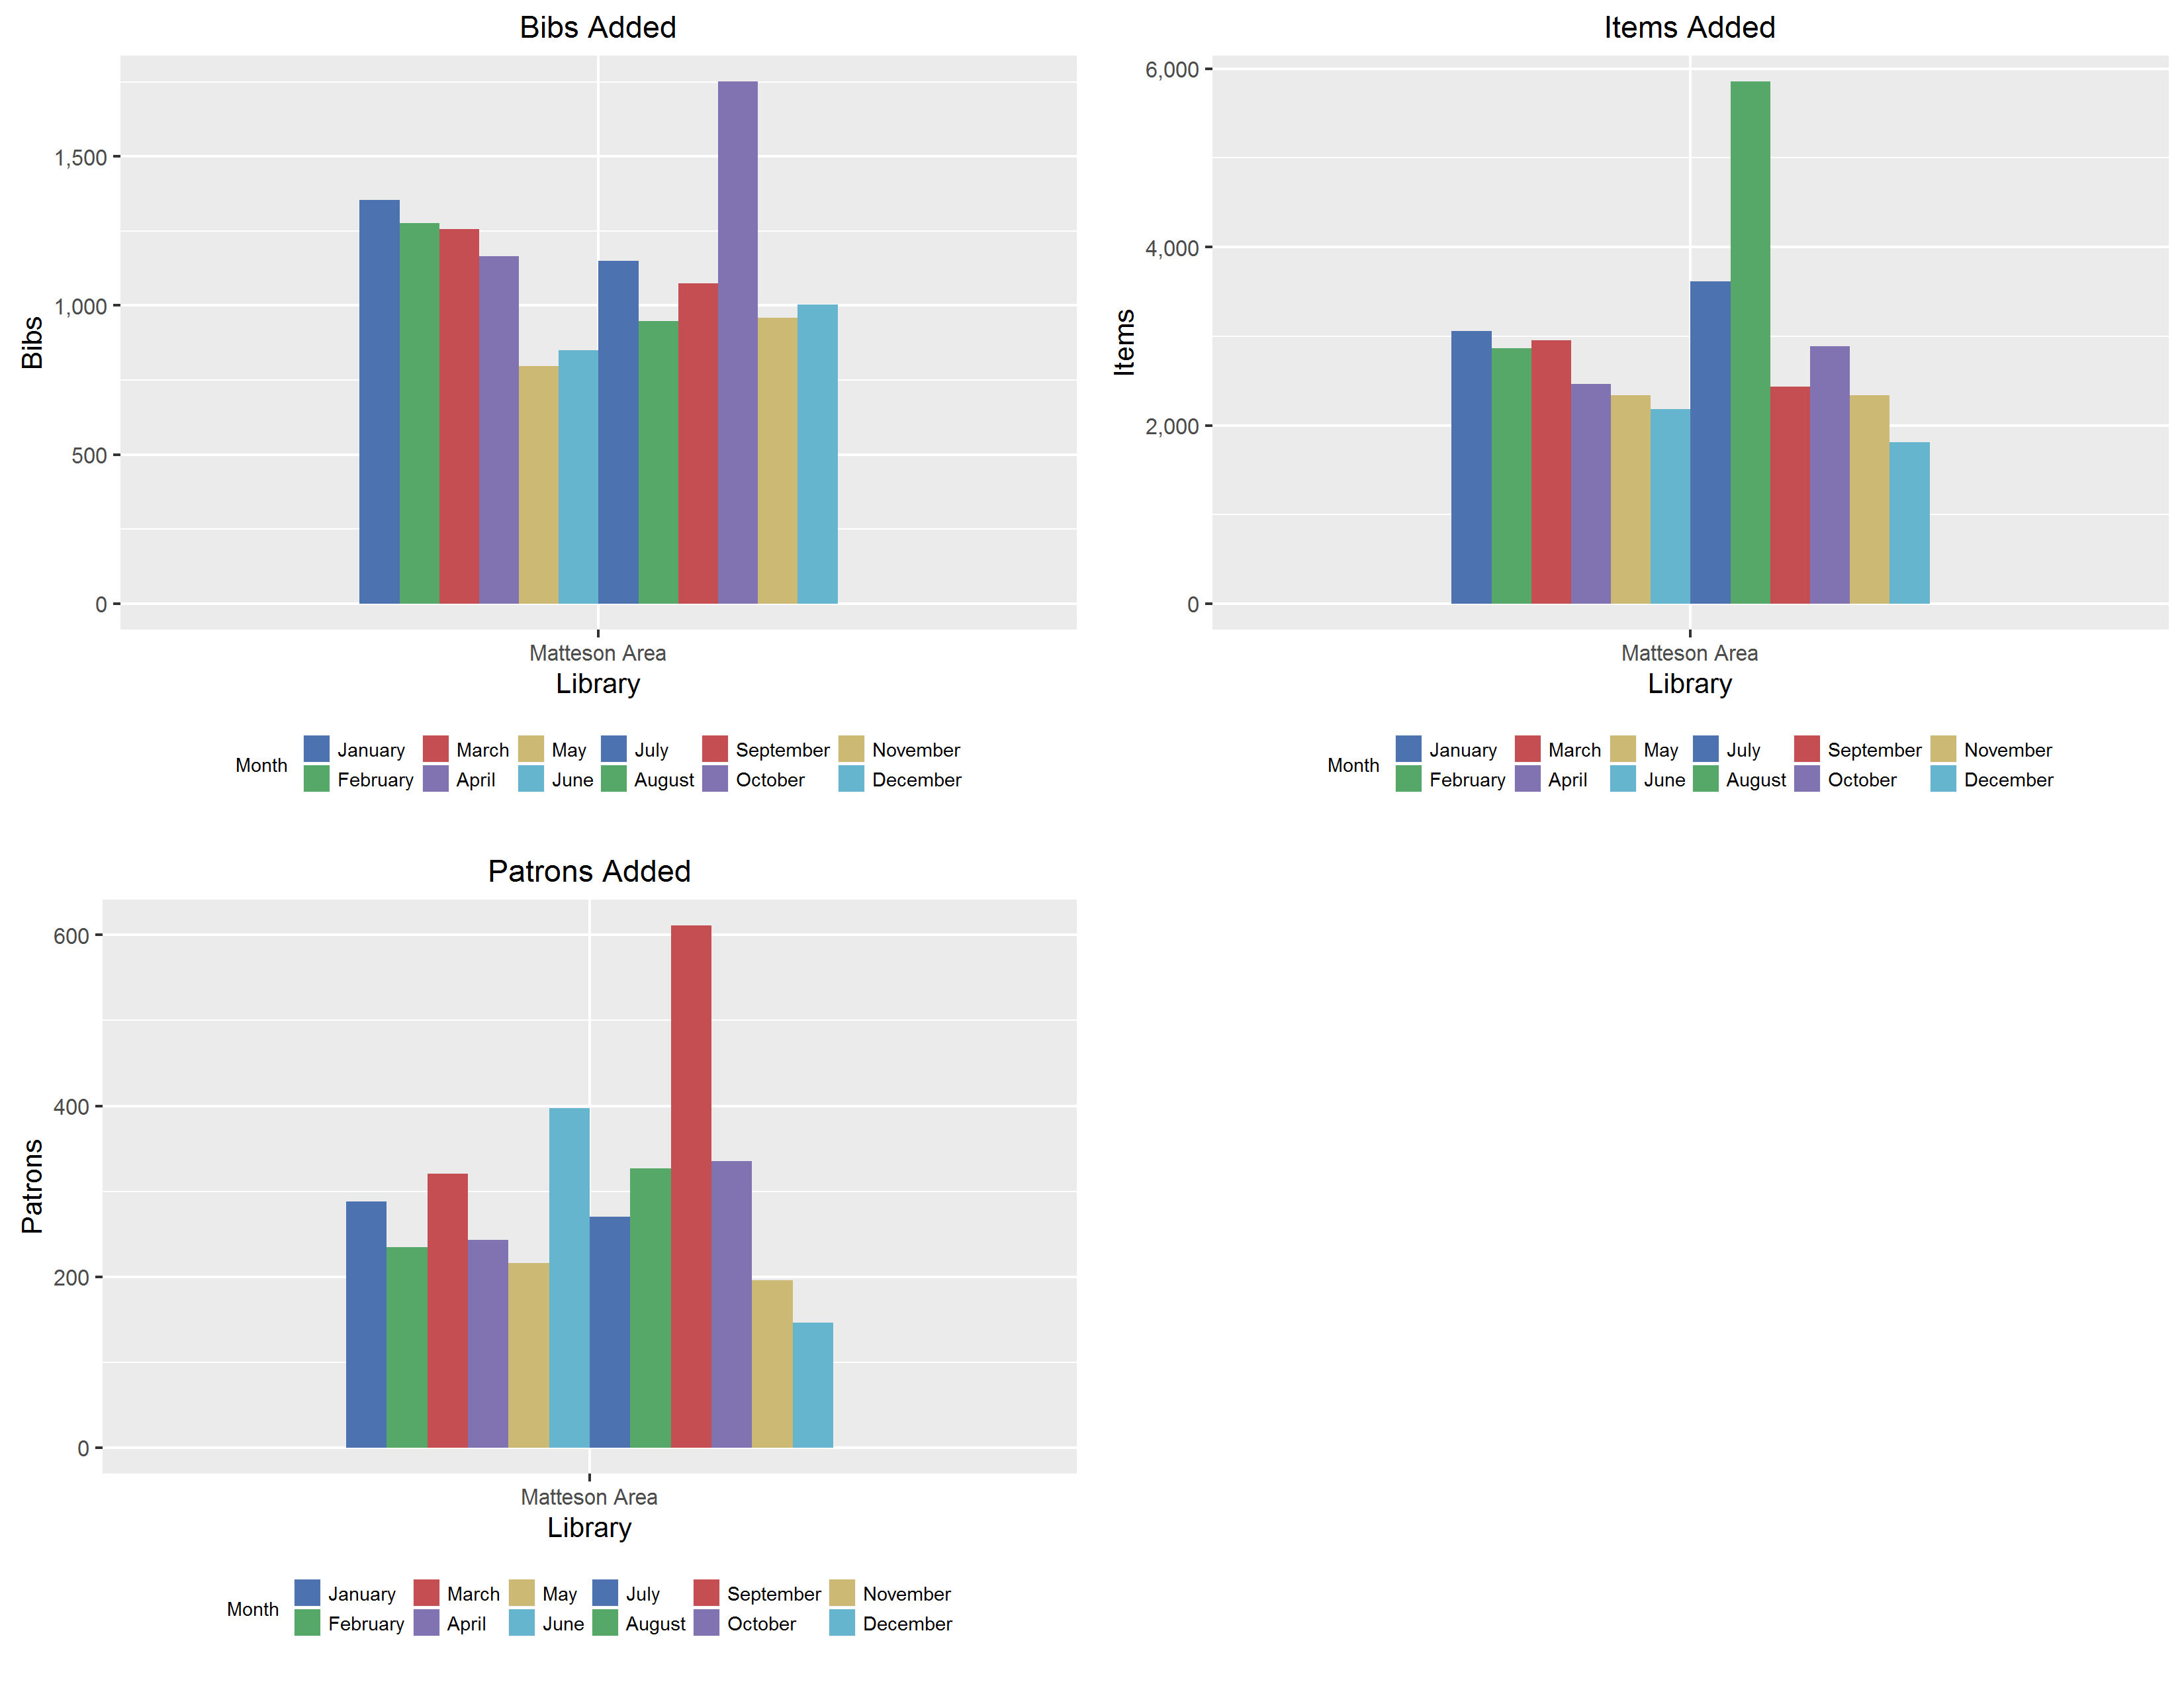 Bibs Added
1,500
1,000
500
0
Bibs
Matteson Area
Library
Month
January March May July September November
February April June August October December
Items Added
6,000
4,000
2,000
0
Items
Matteson Area
Library
Month
January March May July September November
February April June August October December
Patrons Added
600
400
200
0
Patrons
Matteson Area
Library
Month
January March May July September November
February April June August October December